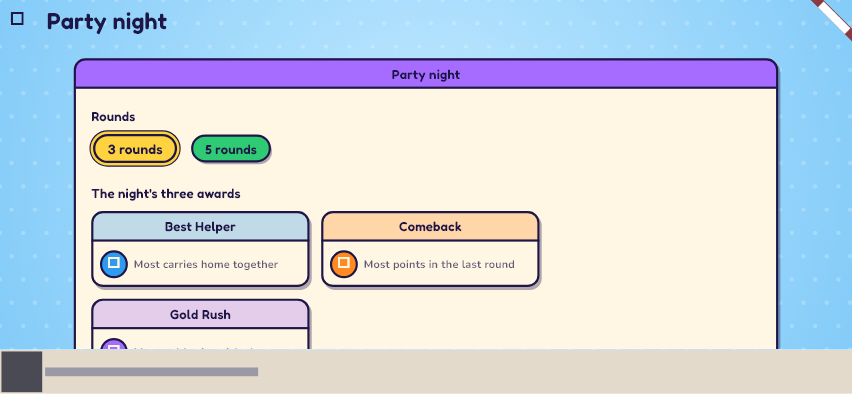 Party night
Party night
Rounds
3 rounds
5 rounds
The night's three awards
Best Helper
Comeback
Most carries home together
Most points in the last round
Gold Rush